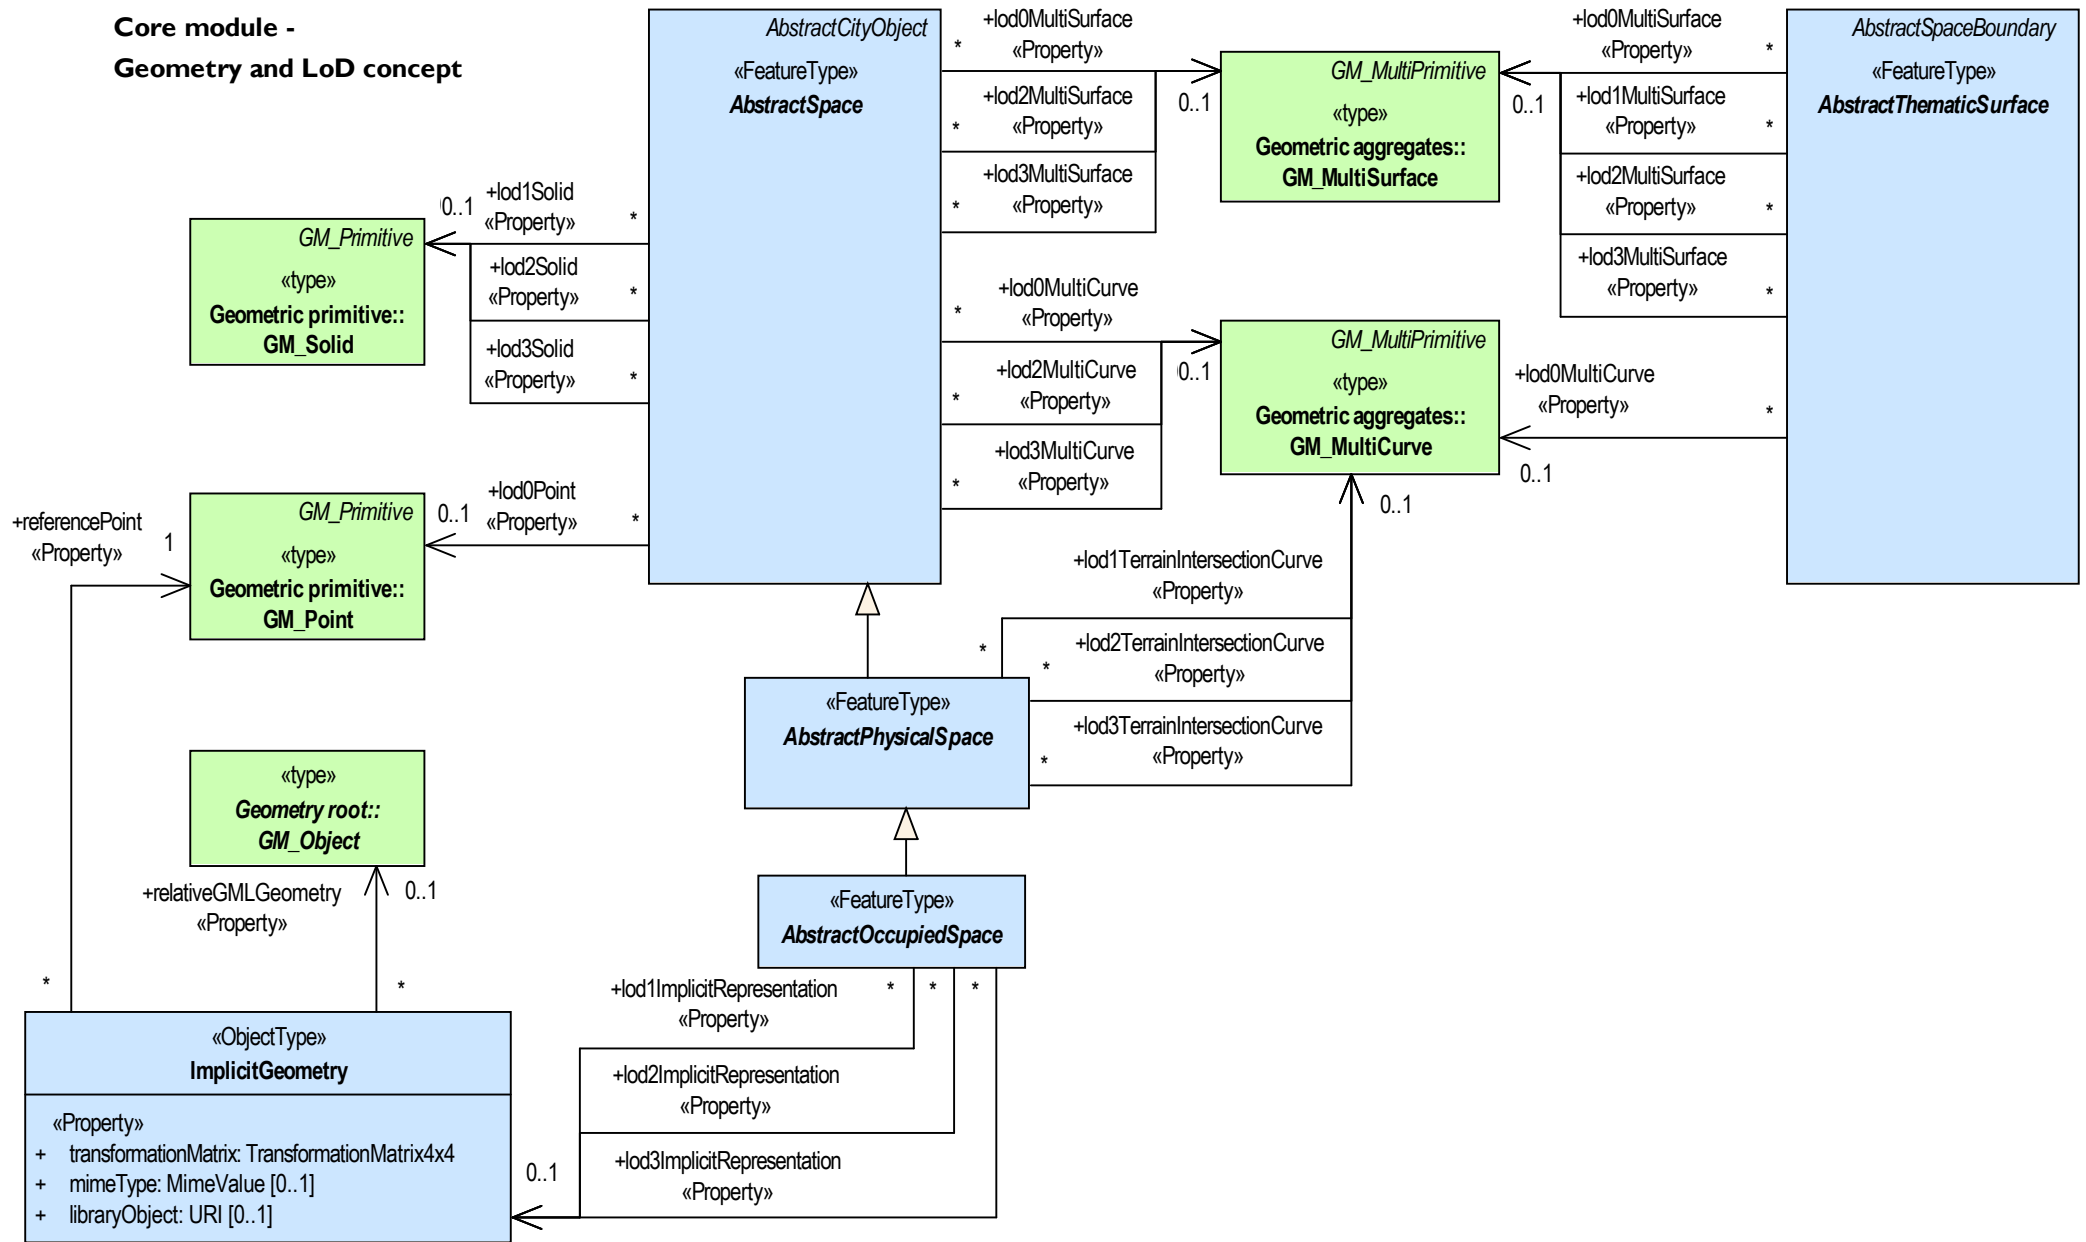 Core module -
Geometry and LoD concept
AbstractCityObject
«FeatureType»
AbstractSpace
+lod0MultiSurface
«Property»
*
+lod2MultiSurface
«Property»
*
+lod3MultiSurface
«Property»
*
0..1
GM_MultiPrimitive
«type»
Geometric aggregates::
GM_MultiSurface
+lod0MultiSurface
«Property»
*
0..1
+lod1MultiSurface
«Property»
*
+lod2MultiSurface
«Property»
*
+lod3MultiSurface
«Property»
*
AbstractSpaceBoundary
«FeatureType»
AbstractThematicSurface
0..1
+lod1Solid
«Property»
*
+lod2Solid
«Property»
*
+lod3Solid
«Property»
*
GM_Primitive
«type»
Geometric primitive::
GM_Solid
+lod0MultiCurve
«Property»
*
+lod2MultiCurve
«Property»
*
+lod3MultiCurve
«Property»
*
0..1
GM_MultiPrimitive
«type»
Geometric aggregates::
GM_MultiCurve
+lod0MultiCurve
«Property»
*
0..1
0..1
+referencePoint
«Property»
1
GM_Primitive
«type»
Geometric primitive::
GM_Point
0..1
+lod0Point
«Property»
*
+lod1TerrainIntersectionCurve
«Property»
*
+lod2TerrainIntersectionCurve
«Property»
*
+lod3TerrainIntersectionCurve
«Property»
*
«FeatureType»
AbstractPhysicalSpace
«type»
Geometry root::
GM_Object
+relativeGMLGeometry
«Property»
0..1
«FeatureType»
AbstractOccupiedSpace
*
*
+lod1ImplicitRepresentation
«Property»
* * *
+lod2ImplicitRepresentation
«Property»
+lod3ImplicitRepresentation
«Property»
0..1
«ObjectType»
ImplicitGeometry
«Property»
+ transformationMatrix: TransformationMatrix4x4
+ mimeType: MimeValue [0..1]
+ libraryObject: URI [0..1]